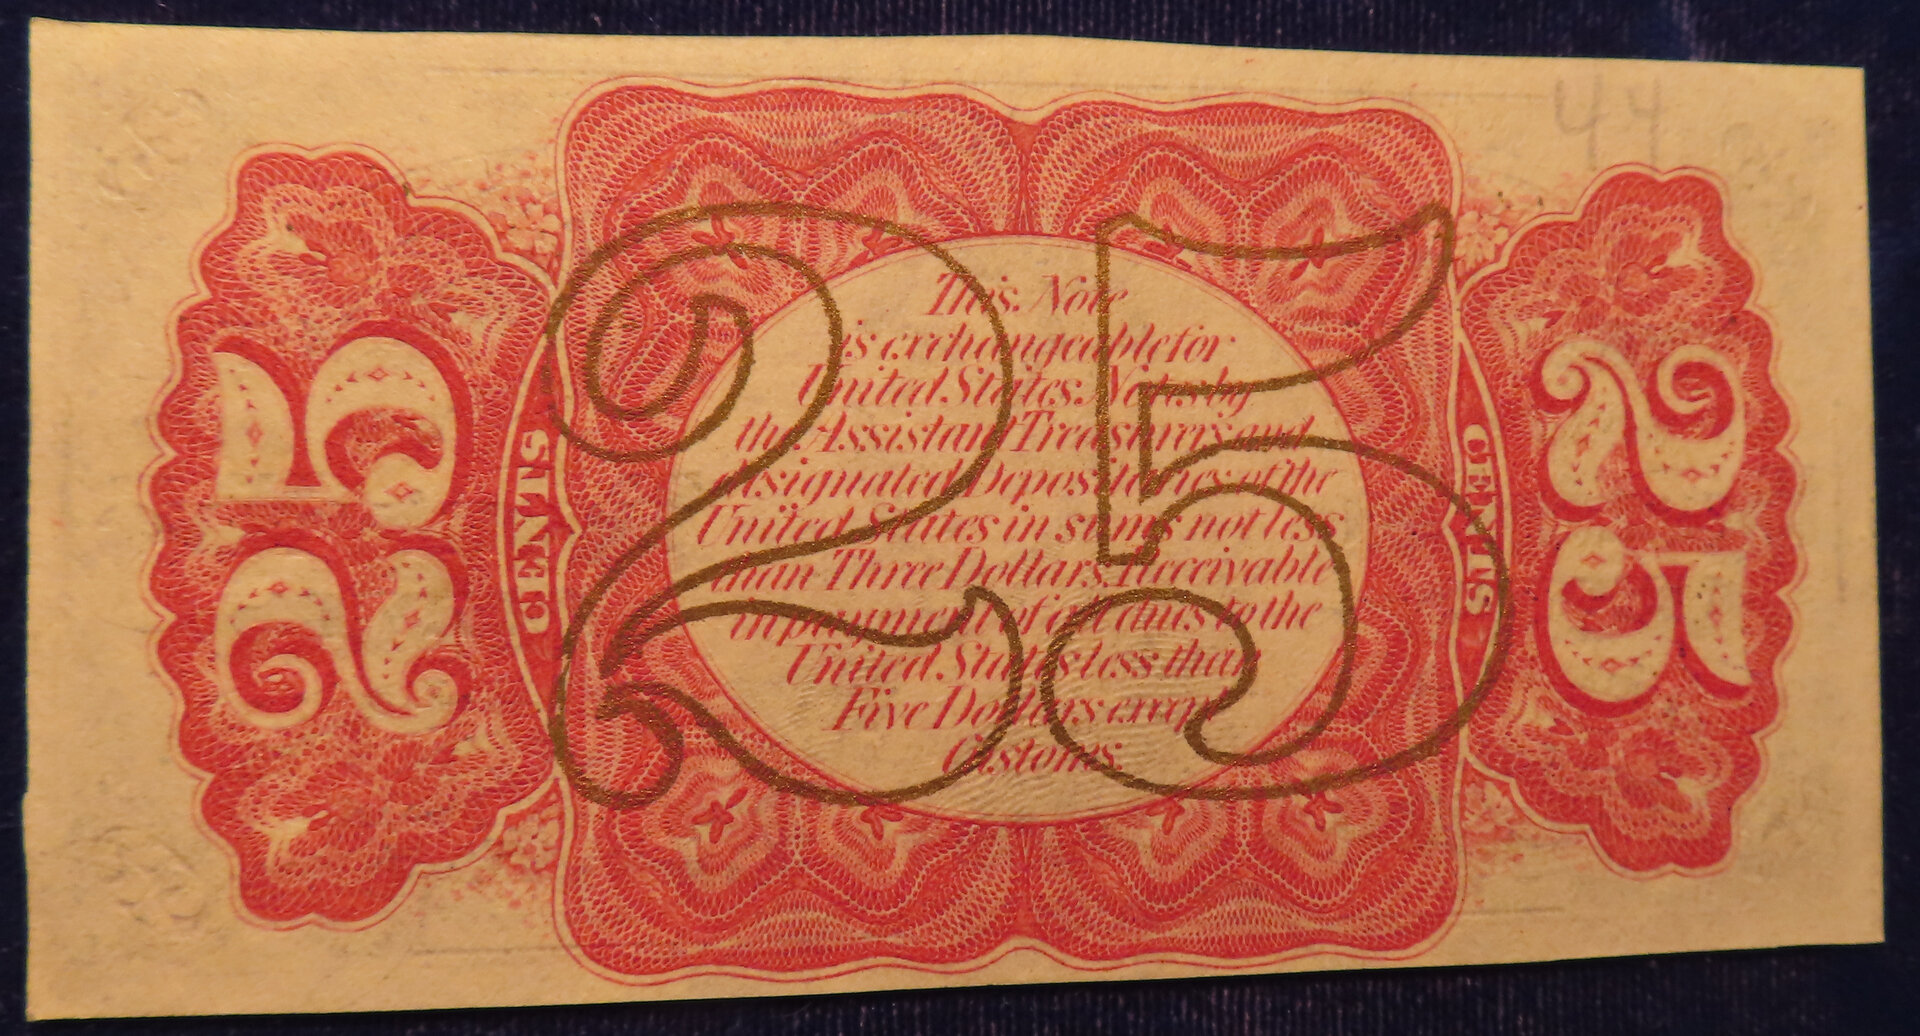 44
25
25
25
CENTS
CENTS
This Note
is exchangeable for
United States Notes by
the Assistant Treasurers and
designated Depositaries of the
United States in sums not less
than Three Dollars. Receivable
in payment of all dues to the
United States less than
Five Dollars except
Customs.